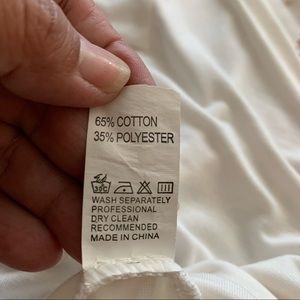 65% COTTON
35% POLYESTER
WASH SEPARATELY
PROFESSIONAL
DRY CLEAN
RECOMMENDED
MADE IN CHINA